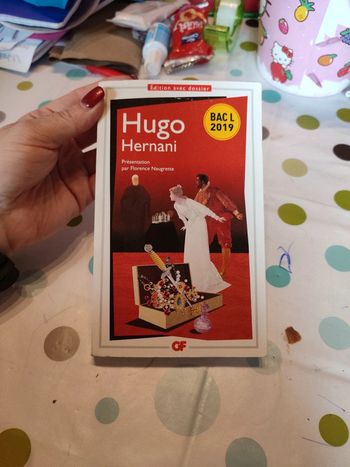 Édition avec dossier
Hugo
Hernani
Présentation
par Florence Naugrette
BAC L
2019
GF